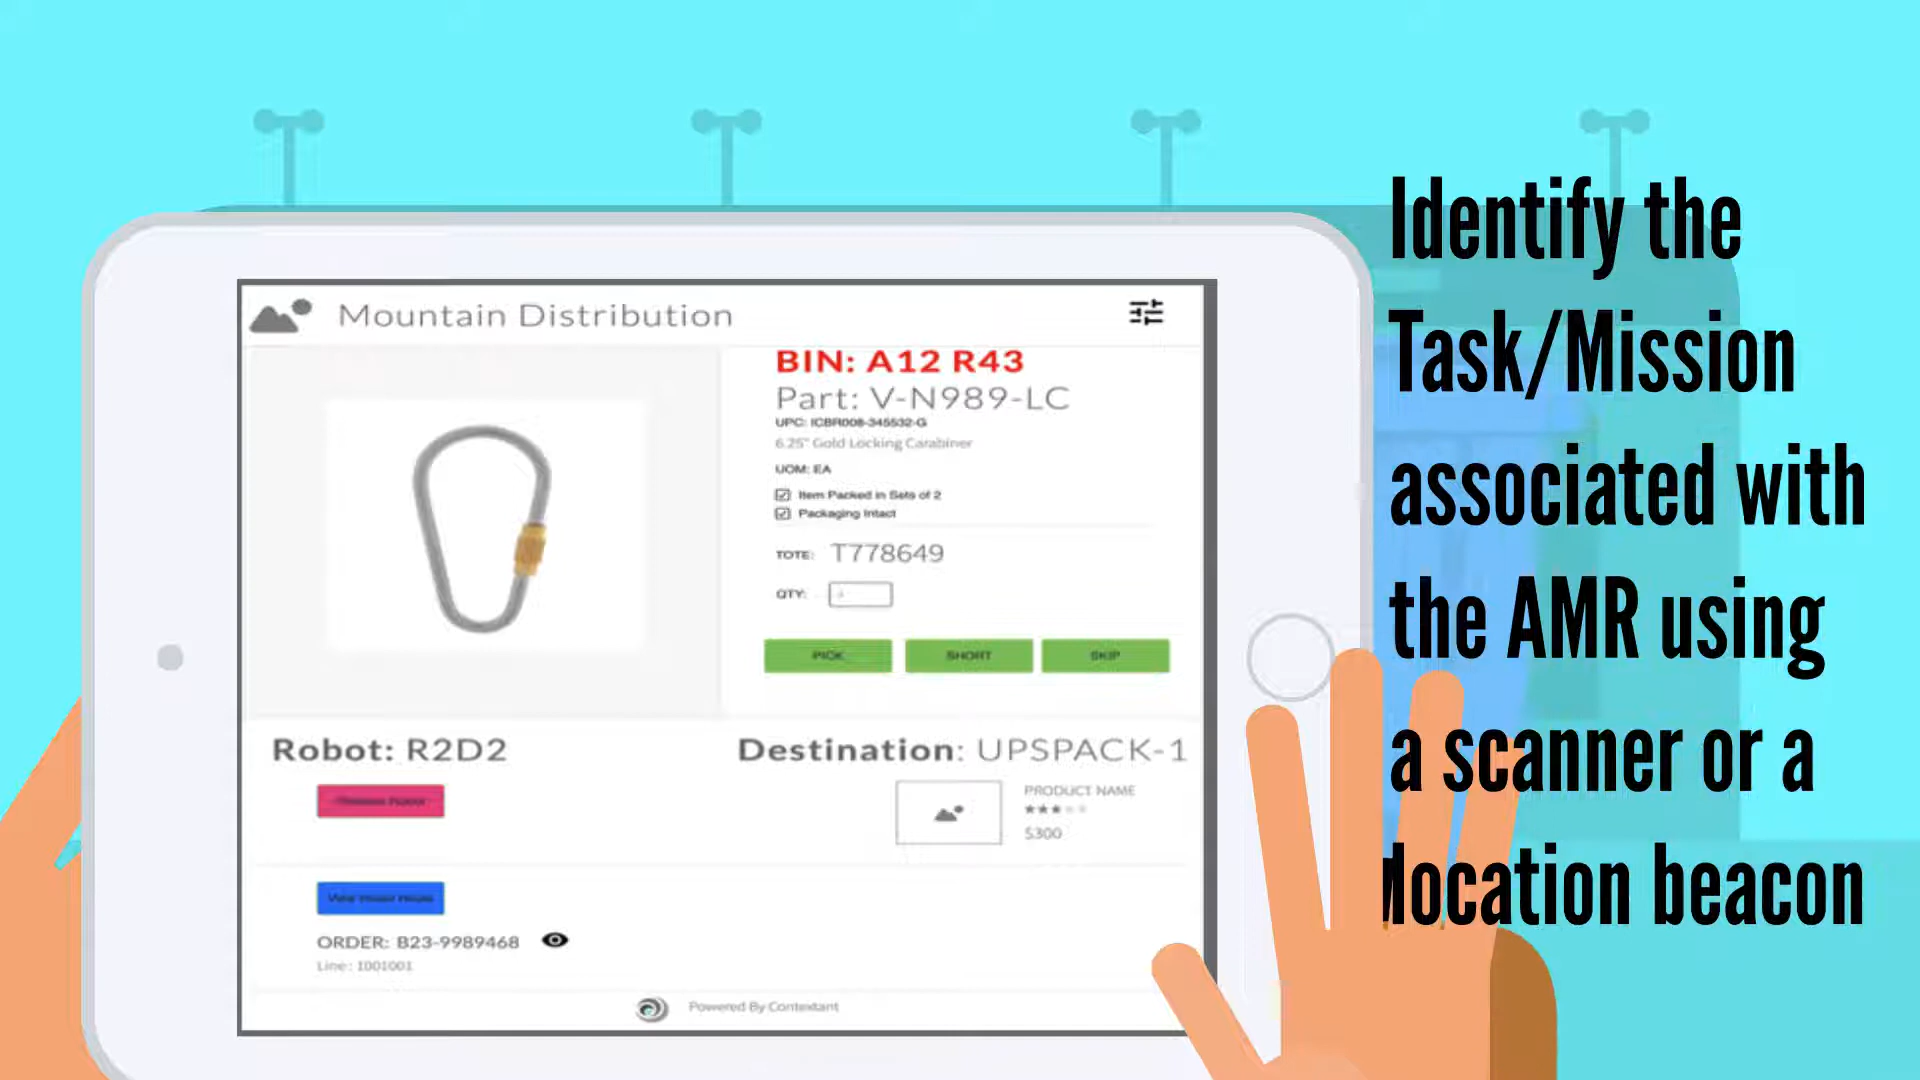 Identify the
Task/Mission
associated with
the AMR using
a scanner or a
location beacon
Mountain Distribution
BIN: A12 R43
Part: V-N989-LC
UPC: ICBR008-345532-G
6.25" Gold Locking Carabiner
UOM: EA
Item Packed in Sets of 2
Packaging Intact
TOTE: T778649
QTY:
PICK SHORT SKIP
Robot: R2D2
Destination: UPSPACK-1
PRODUCT NAME
$300
ORDER: B23-9989468
Line: 1001001
Powered By Contextant